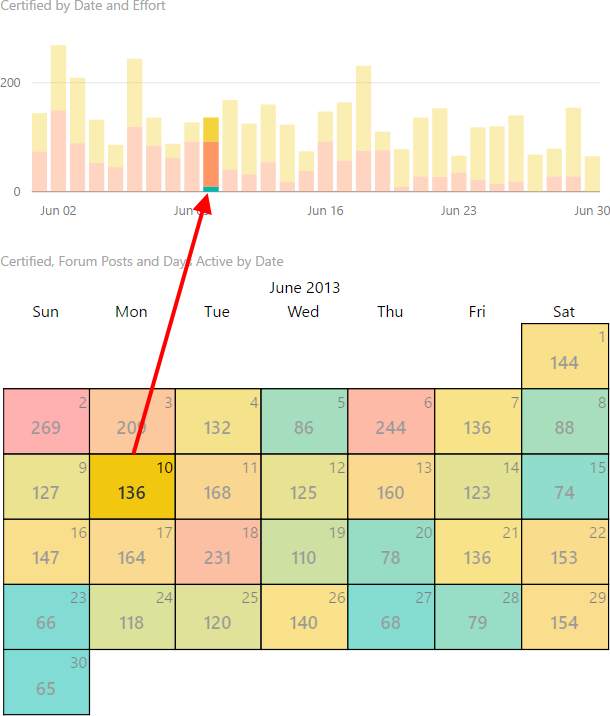 Certified by Date and Effort
200
0
Jun 02
Jun 16
Jun 23
Jun 30
Certified, Forum Posts and Days Active by Date
June 2013
Sun Mon Tue Wed Thu Fri Sat
1
144
2 3 4 5 6 7 8
269 209 132 86 244 136 88
9 10 11 12 13 14 15
127 136 168 125 160 123 74
16 17 18 19 20 21 22
147 164 231 110 78 136 153
23 24 25 26 27 28 29
66 118 120 140 68 79 154
30
65